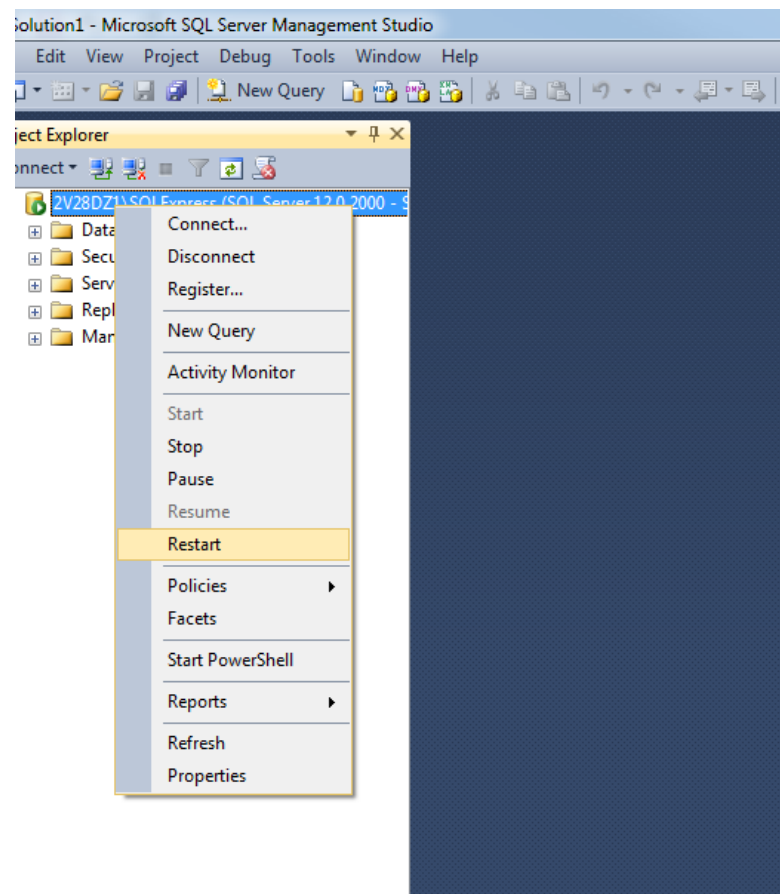 Solution1 - Microsoft SQL Server Management Studio
Edit View Project Debug Tools Window Help
New Query
ject Explorer
onnect
2V28DZ1\SQLExpress (SQL Server 12.0.2000 - S
Data
Secu
Serv
Repl
Man
Connect...
Disconnect
Register...
New Query
Activity Monitor
Start
Stop
Pause
Resume
Restart
Policies
Facets
Start PowerShell
Reports
Refresh
Properties